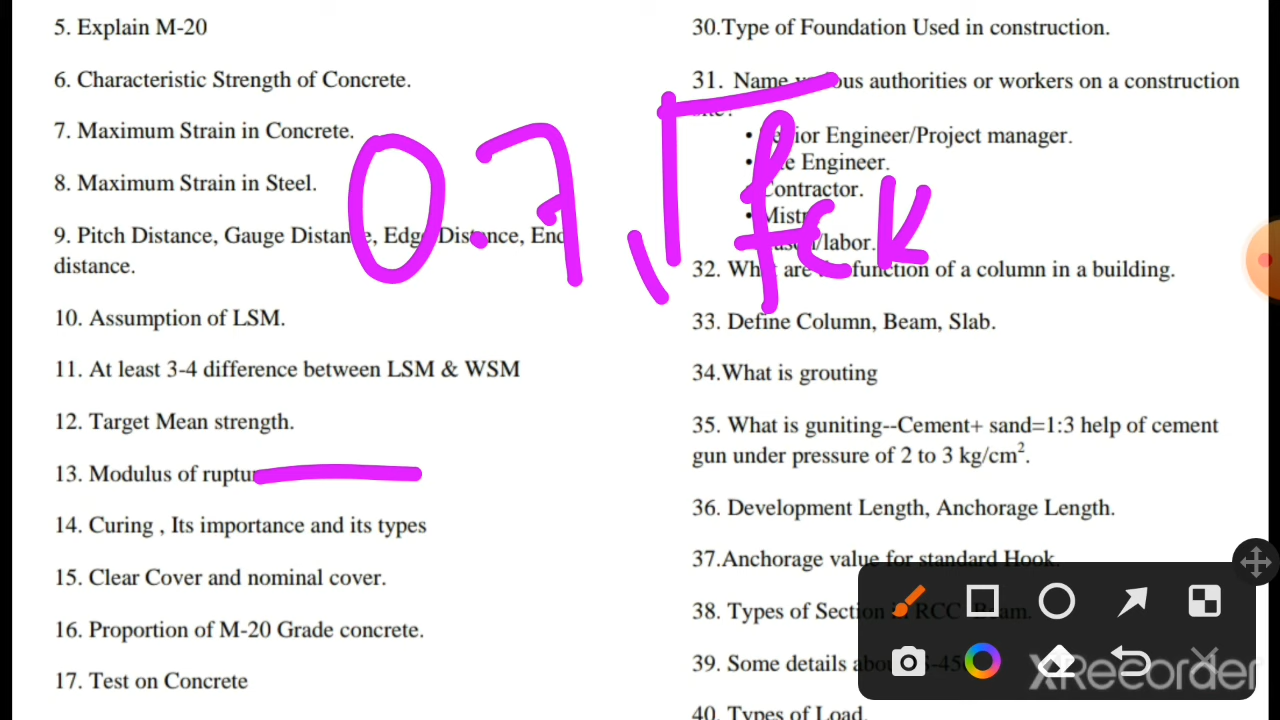 5. Explain M-20
6. Characteristic Strength of Concrete.
7. Maximum Strain in Concrete.
8. Maximum Strain in Steel.
9. Pitch Distance, Gauge Distance, Edge Distance, End
distance.
10. Assumption of LSM.
11. At least 3-4 difference between LSM & WSM
12. Target Mean strength.
13. Modulus of
14. Curing , Its importance and its types
15. Clear Cover and nominal cover.
16. Proportion of M-20 Grade concrete.
17. Test on Concrete
0.7√fck
30.Type of Foundation Used in construction.
31. Name various authorities or workers on a construction
Engineer/Project manager.
Engineer.
• Contractor.
/labor.
32. What are function of a column in a building.
33. Define Column, Beam, Slab.
34.What is grouting
35. What is guniting--Cement+ sand=1:3 help of cement
gun under pressure of 2 to 3 kg/cm².
36. Development Length, Anchorage Length.
37.Anchorage value for standard Hook.
38. Types of Section in RCC Beam.
39. Some details
40. Types of Load.
XRecorder